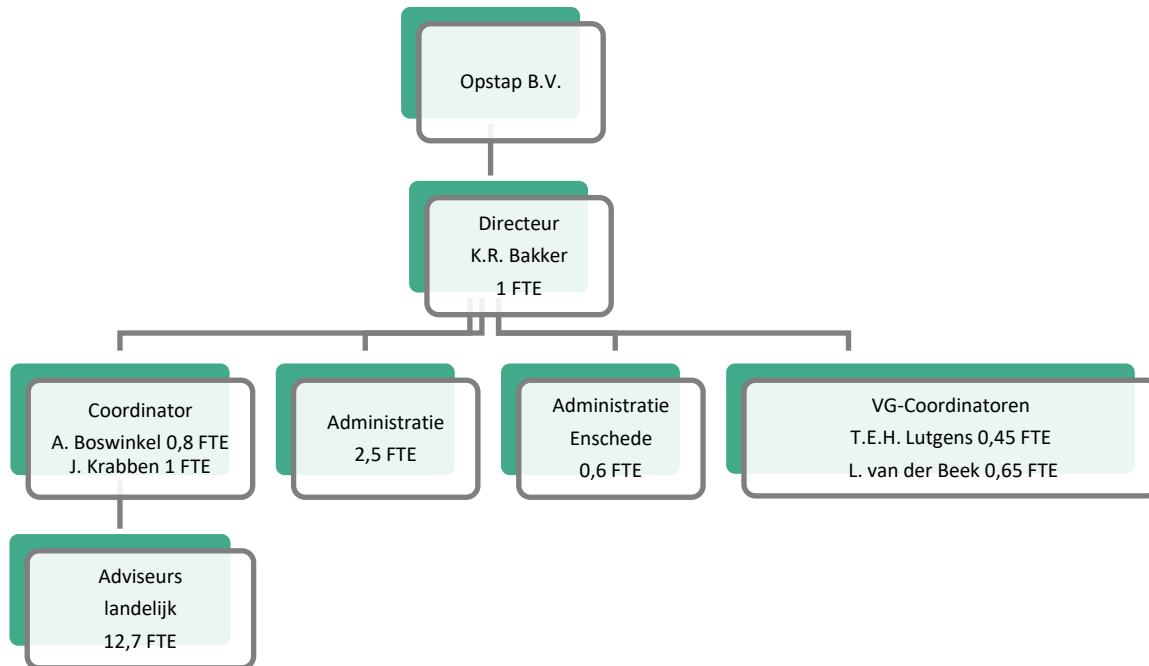 Opstap B.V.
Directeur
K.R. Bakker
1 FTE
Coordinator
A. Boswinkel 0,8 FTE
J. Krabben 1 FTE
Administratie
2,5 FTE
Administratie
Enschede
0,6 FTE
VG-Coordinatoren
T.E.H. Lutgens 0,45 FTE
L. van der Beek 0,65 FTE
Adviseurs
landelijk
12,7 FTE